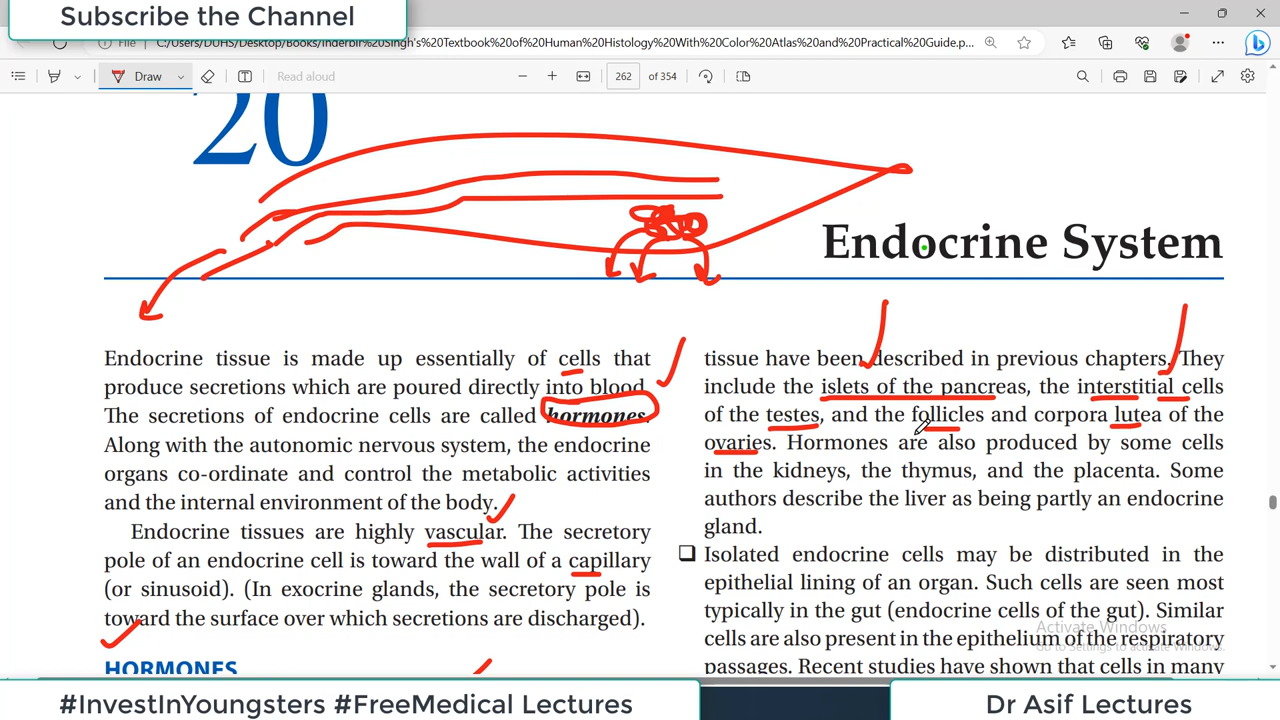 Subscribe the Channel
File
C:/Users/DUHS/Desktop/Books/Inderbir%20Singh's%20Textbook%20of%20Human%20Histology%20With%20Color%20Atlas%20and%20Practical%20Guide.p...
Draw
Read aloud
262 of 354
20
Endocrine System
Endocrine tissue is made up essentially of cells that
produce secretions which are poured directly into blood.
The secretions of endocrine cells are called hormones.
Along with the autonomic nervous system, the endocrine
organs co-ordinate and control the metabolic activities
and the internal environment of the body.
Endocrine tissues are highly vascular. The secretory
pole of an endocrine cell is toward the wall of a capillary
(or sinusoid). (In exocrine glands, the secretory pole is
toward the surface over which secretions are discharged).
HORMONES
tissue have been described in previous chapters. They
include the islets of the pancreas, the interstitial cells
of the testes, and the follicles and corpora lutea of the
ovaries. Hormones are also produced by some cells
in the kidneys, the thymus, and the placenta. Some
authors describe the liver as being partly an endocrine
gland.
Isolated endocrine cells may be distributed in the
epithelial lining of an organ. Such cells are seen most
typically in the gut (endocrine cells of the gut). Similar
cells are also present in the epithelium of the respiratory
passages. Recent studies have shown that cells in many
Activate Windows
Go to Settings to activate Windows.
#InvestInYoungsters #FreeMedical Lectures
Dr Asif Lectures